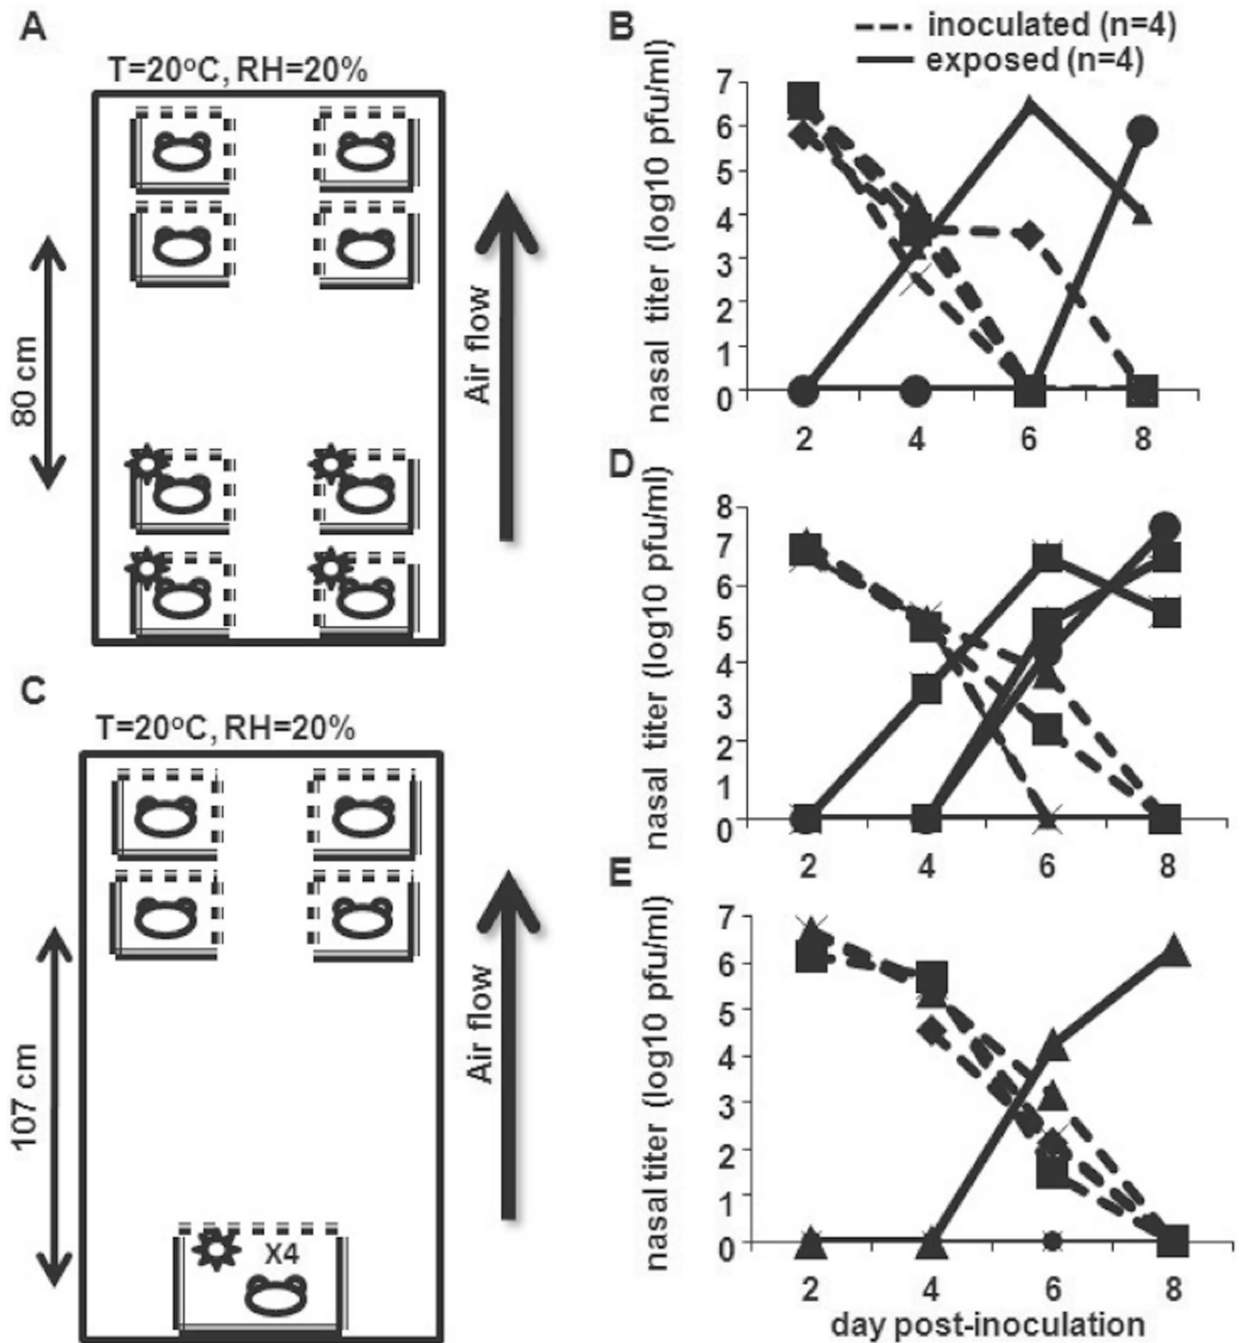 A
T=20°C, RH=20%
80 cm
Air flow
B
inoculated (n=4)
exposed (n=4)
nasal titer (log10 pfu/ml)
7
6
5
4
3
2
1
0
2 4 6 8
C
T=20°C, RH=20%
107 cm
Air flow
X4
D
nasal titer (log10 pfu/ml)
8
7
6
5
4
3
2
1
0
2 4 6 8
E
nasal titer (log10 pfu/ml)
7
6
5
4
3
2
1
0
2 4 6 8
day post-inoculation